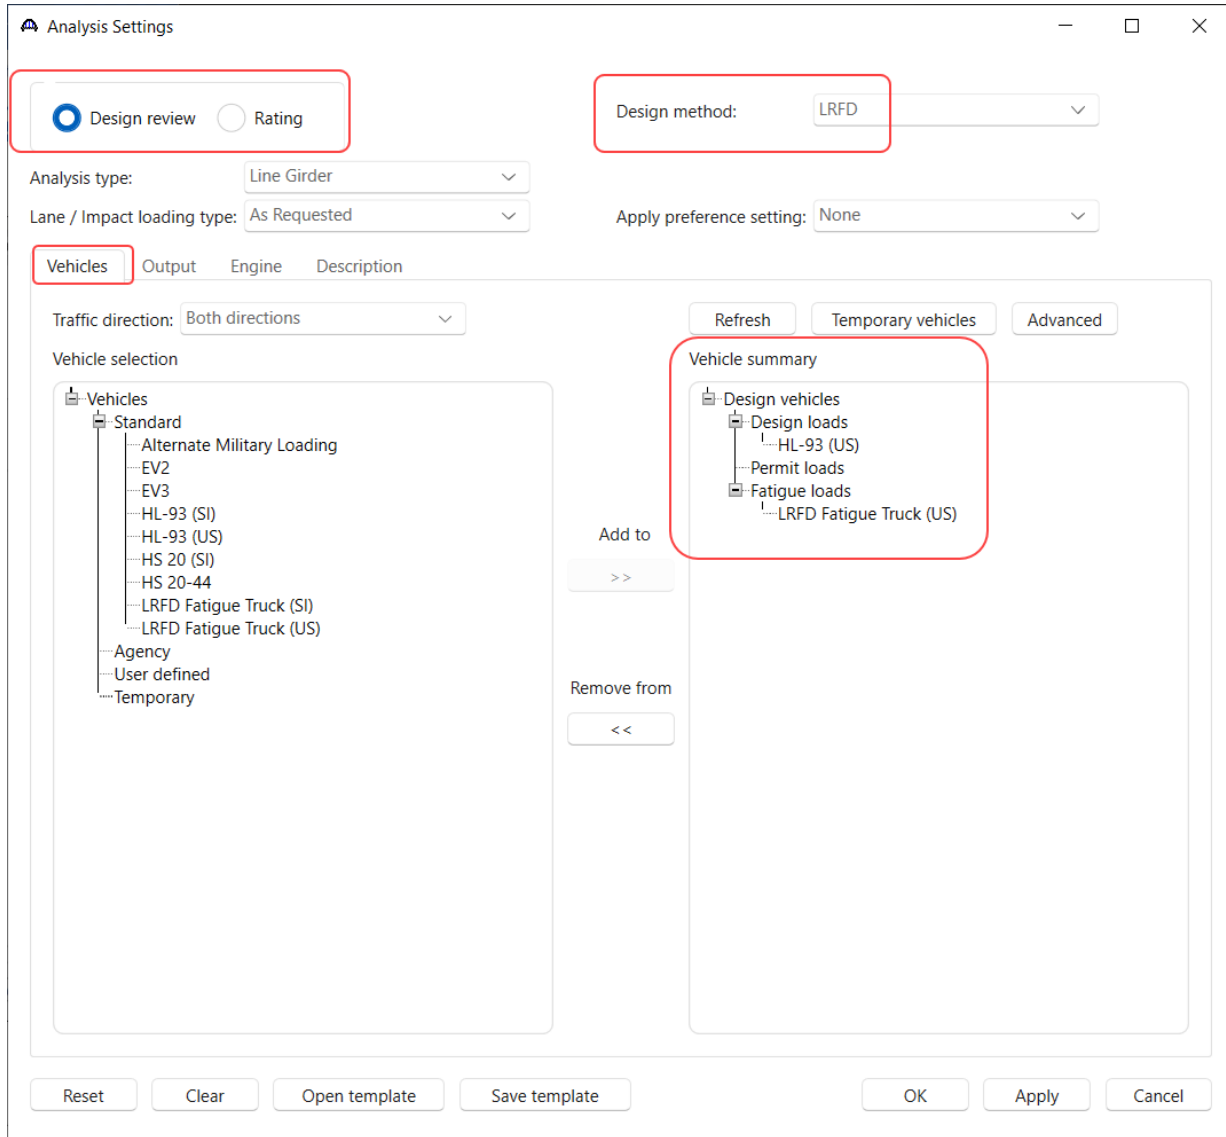 Analysis Settings
Design review
Rating
Design method:
LRFD
Analysis type:
Line Girder
Lane / Impact loading type:
As Requested
Apply preference setting:
None
Vehicles
Output
Engine
Description
Traffic direction:
Both directions
Refresh
Temporary vehicles
Advanced
Vehicle selection
Vehicles
Standard
Alternate Military Loading
EV2
EV3
HL-93 (SI)
HL-93 (US)
HS 20 (SI)
HS 20-44
LRFD Fatigue Truck (SI)
LRFD Fatigue Truck (US)
Agency
User defined
Temporary
Add to
>>
Remove from
<<
Vehicle summary
Design vehicles
Design loads
HL-93 (US)
Permit loads
Fatigue loads
LRFD Fatigue Truck (US)
Reset
Clear
Open template
Save template
OK
Apply
Cancel